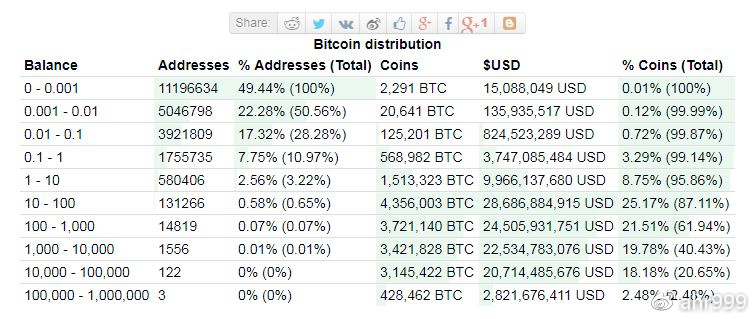 Share: g+ f g+1
Bitcoin distribution
Balance Addresses % Addresses (Total) Coins $USD % Coins (Total)
0 - 0.001 11196634 49.44% (100%) 2,291 BTC 15,088,049 USD 0.01% (100%)
0.001 - 0.01 5046798 22.28% (50.56%) 20,641 BTC 135,935,517 USD 0.12% (99.99%)
0.01 - 0.1 3921809 17.32% (28.28%) 125,201 BTC 824,523,289 USD 0.72% (99.87%)
0.1 - 1 1755735 7.75% (10.97%) 568,982 BTC 3,747,085,484 USD 3.29% (99.14%)
1 - 10 580406 2.56% (3.22%) 1,513,323 BTC 9,966,137,680 USD 8.75% (95.86%)
10 - 100 131266 0.58% (0.65%) 4,356,003 BTC 28,686,884,915 USD 25.17% (87.11%)
100 - 1,000 14819 0.07% (0.07%) 3,721,140 BTC 24,505,931,751 USD 21.51% (61.94%)
1,000 - 10,000 1556 0.01% (0.01%) 3,421,828 BTC 22,534,783,076 USD 19.78% (40.43%)
10,000 - 100,000 122 0% (0%) 3,145,422 BTC 20,714,485,676 USD 18.18% (20.65%)
100,000 - 1,000,000 3 0% (0%) 428,462 BTC 2,821,676,411 USD 2.48% (2.48%)
ahr999